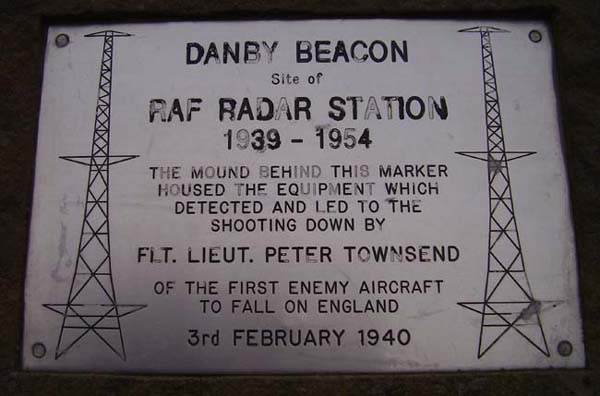 DANBY BEACON
Site of
RAF RADAR STATION
1939 - 1954
THE MOUND BEHIND THIS MARKER
HOUSED THE EQUIPMENT WHICH
DETECTED AND LED TO THE
SHOOTING DOWN BY
FLT. LIEUT. PETER TOWNSEND
OF THE FIRST ENEMY AIRCRAFT
TO FALL ON ENGLAND
3rd FEBRUARY 1940